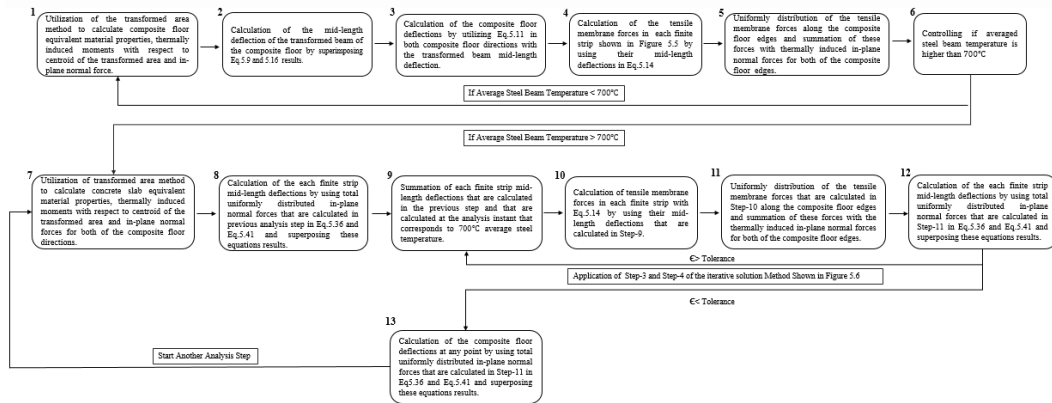 1
Utilization of the transformed area
method to calculate composite floor
equivalent material properties, thermally
induced moments with respect to
centroid of the transformed area and in-
plane normal force.
2
Calculation of the mid-length
deflection of the transformed beam of
the composite floor by superimposing
Eq.5.9 and 5.16 results.
3
Calculation of the composite floor
deflections by utilizing Eq.5.11 in
both composite floor directions with
the transformed beam mid-length
deflection.
4
Calculation of the tensile
membrane forces in each finite
strip shown in Figure 5.5 by
using their mid-length
deflections in Eq.5.14
5
Uniformly distribution of the tensile
membrane forces along the composite
floor edges and summation of these
forces with thermally induced in-plane
normal forces for both of the composite
floor edges.
6
Controlling if averaged
steel beam temperature is
higher than 700°C
If Average Steel Beam Temperature < 700°C
If Average Steel Beam Temperature > 700°C
7
Utilization of transformed area method
to calculate concrete slab equivalent
material properties, thermally induced
moments with respect to centroid of the
transformed area and in-plane normal
forces for both of the composite floor
directions.
8
Calculation of the each finite strip
mid-length deflections by using total
uniformly distributed in-plane
normal forces that are calculated in
previous analysis step in Eq.5.36 and
Eq.5.41 and superposing these
equations results.
9
Summation of each finite strip mid-
length deflections that are calculated
in the previous step and that are
calculated at the analysis instant that
corresponds to 700°C average steel
temperature.
10
Calculation of tensile membrane
forces in each finite strip with
Eq.5.14 by using their mid-
length deflections that are
calculated in Step-9.
11
Uniformly distribution of the tensile
membrane forces that are calculated in
Step-10 along the composite floor edges
and summation of these forces with the
thermally induced in-plane normal forces
for both of the composite floor edges.
12
Calculation of the each finite strip
mid-length deflections by using total
uniformly distributed in-plane
normal forces that are calculated in
Step-11 in Eq.5.36 and Eq.5.41 and
superposing these equations results.
€> Tolerance
Application of Step-3 and Step-4 of the iterative solution Method Shown in Figure 5.6
€< Tolerance
13
Calculation of the composite floor
deflections at any point by using total
uniformly distributed in-plane normal
forces that are calculated in Step-11 in
Eq5.36 and Eq.5.41 and superposing
these equations results.
Start Another Analysis Step